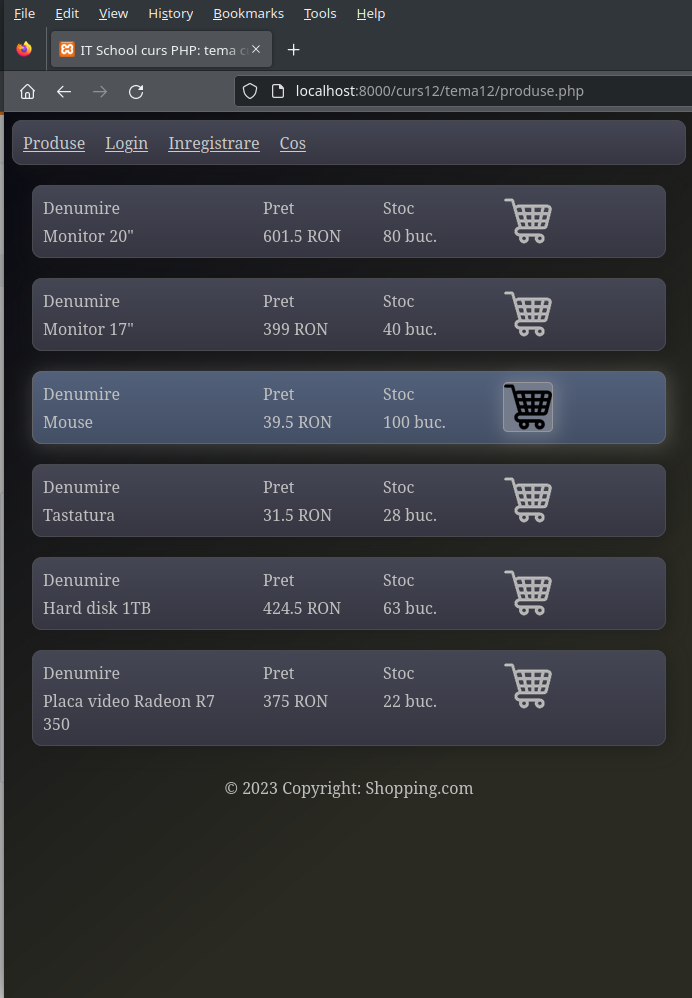 File Edit View History Bookmarks Tools Help
IT School curs PHP: tema
localhost:8000/curs12/tema12/produse.php
Produse Login Inregistrare Cos
Denumire Pret Stoc
Monitor 20" 601.5 RON 80 buc.
Denumire Pret Stoc
Monitor 17" 399 RON 40 buc.
Denumire Pret Stoc
Mouse 39.5 RON 100 buc.
Denumire Pret Stoc
Tastatura 31.5 RON 28 buc.
Denumire Pret Stoc
Hard disk 1TB 424.5 RON 63 buc.
Denumire Pret Stoc
Placa video Radeon R7 375 RON 22 buc.
350
© 2023 Copyright: Shopping.com